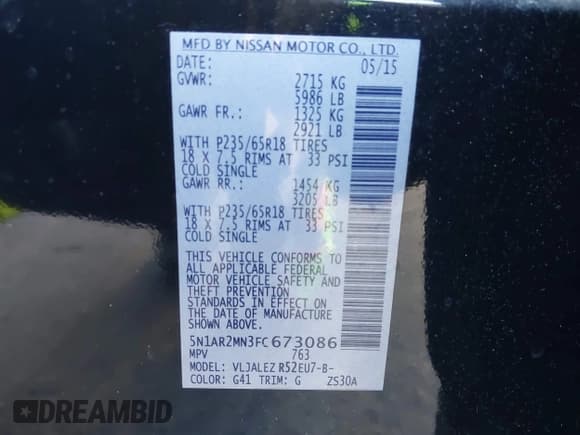 MFD BY NISSAN MOTOR CO., LTD.
DATE: 05/15
GVWR: 2715 KG
5986 LB
GAWR FR.: 1325 KG
2921 LB
WITH P235/65R18 TIRES
18 X 7.5 RIMS AT 33 PSI
COLD SINGLE
GAWR RR.: 1454 KG
3205 LB
WITH P235/65R18 TIRES
18 X 7.5 RIMS AT 33 PSI
COLD SINGLE
THIS VEHICLE CONFORMS TO
ALL APPLICABLE FEDERAL
MOTOR VEHICLE SAFETY AND
THEFT PREVENTION
STANDARDS IN EFFECT ON
THE DATE OF MANUFACTURE
SHOWN ABOVE.
5N1AR2MN3FC673086
MPV 763
MODEL: VLJALEZ R52EU7-B-
COLOR: G41 TRIM: G ZS30A
DREAMBID